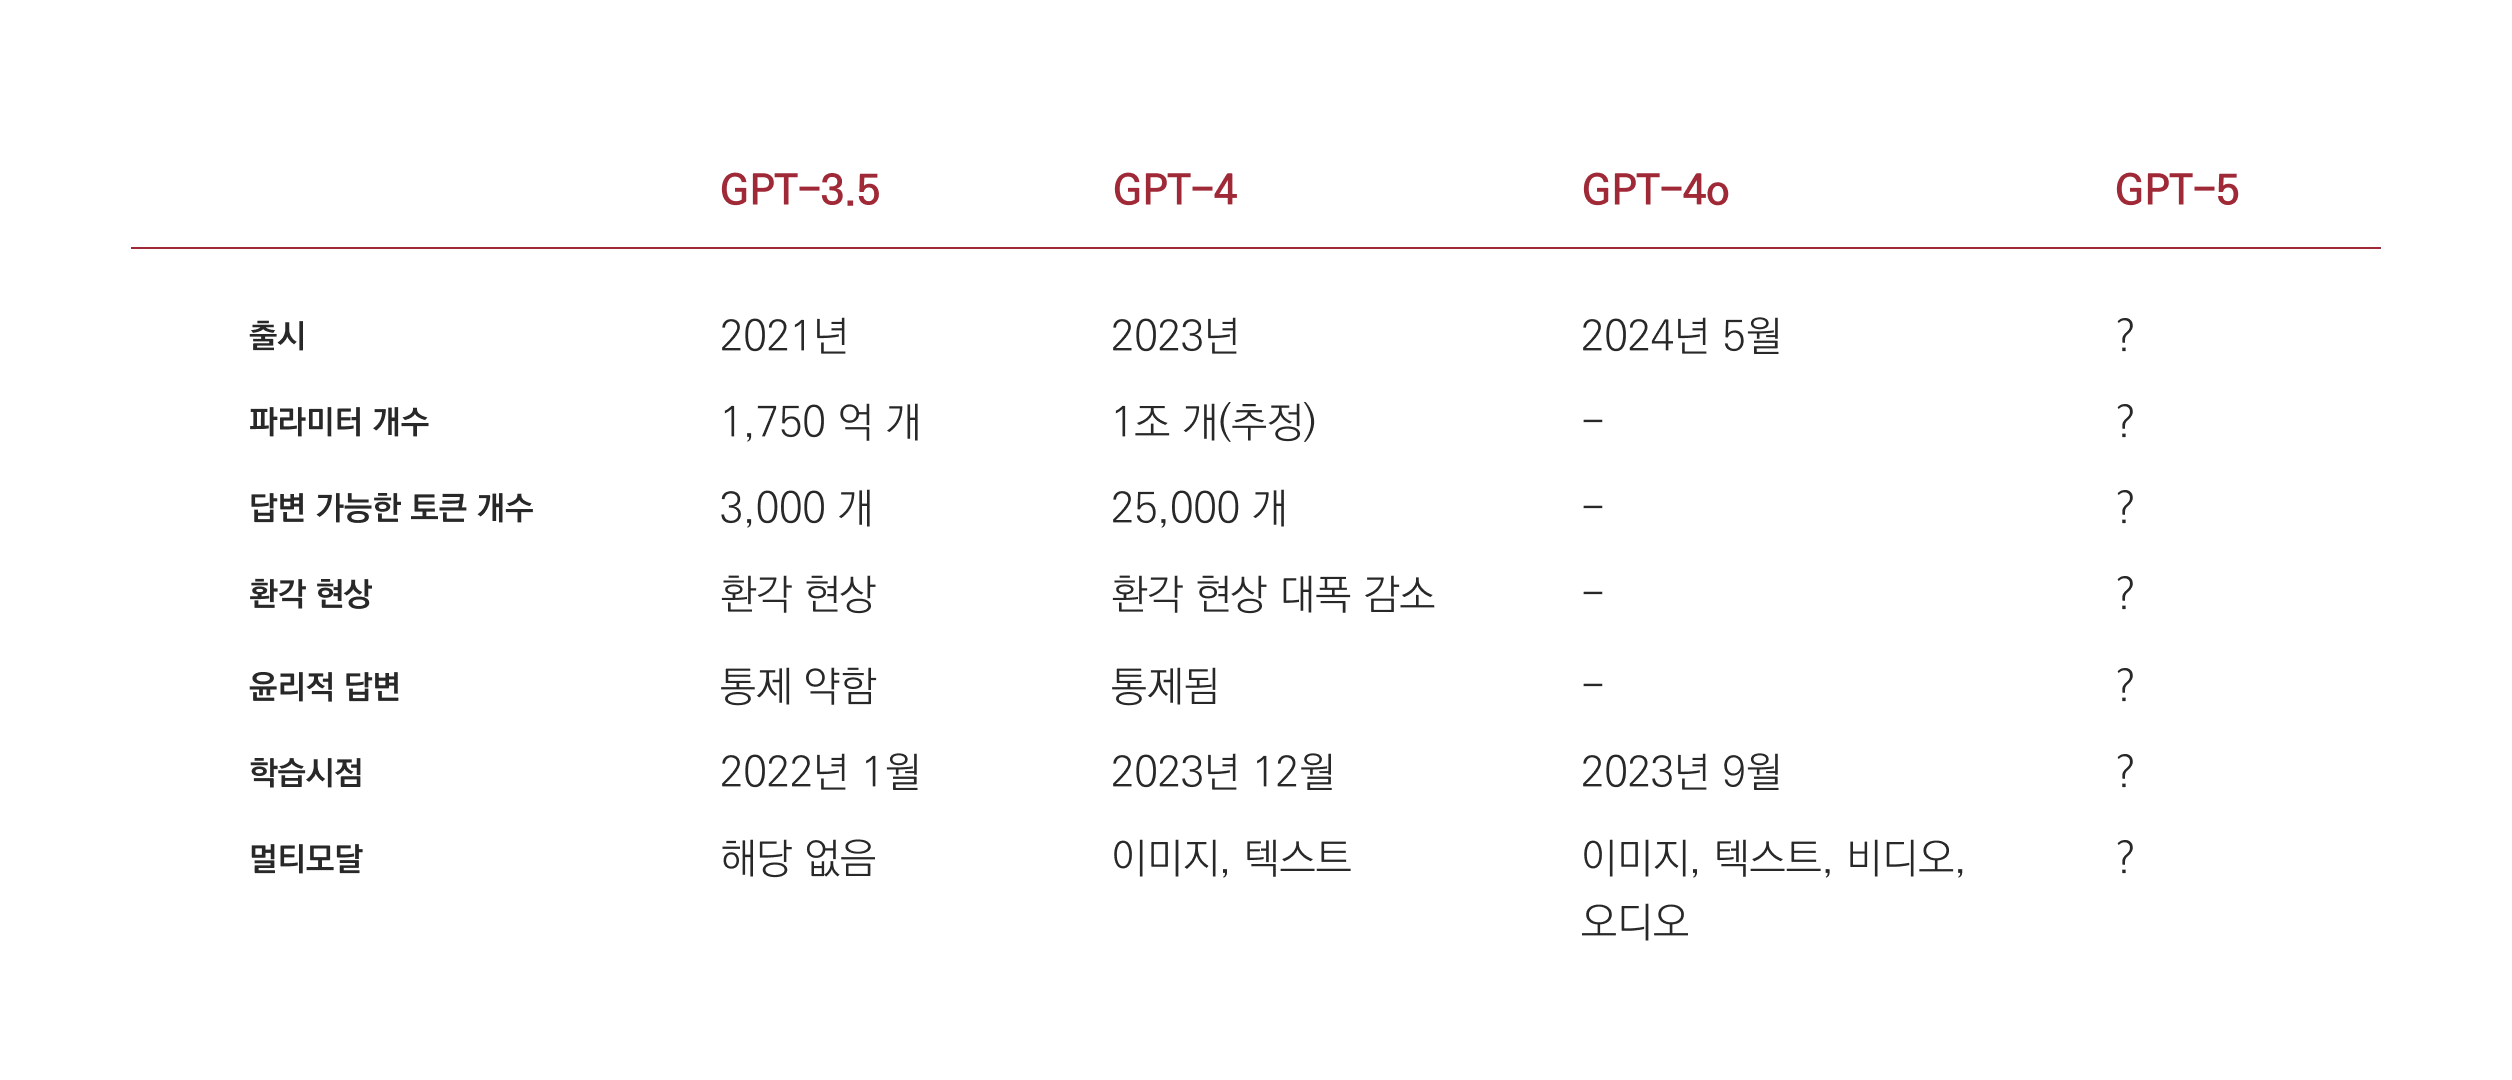 GPT-3.5 GPT-4 GPT-4o GPT-5
출시 2021년 2023년 2024년 5월 ?
파라미터 개수 1,750 억 개 1조 개(추정) – ?
답변 가능한 토큰 개수 3,000 개 25,000 개 – ?
환각 현상 환각 현상 환각 현상 대폭 감소 – ?
윤리적 답변 통제 약함 통제됨 – ?
학습시점 2022년 1월 2023년 12월 2023년 9월 ?
멀티모달 해당 없음 이미지, 텍스트 이미지, 텍스트, 비디오, ?
오디오